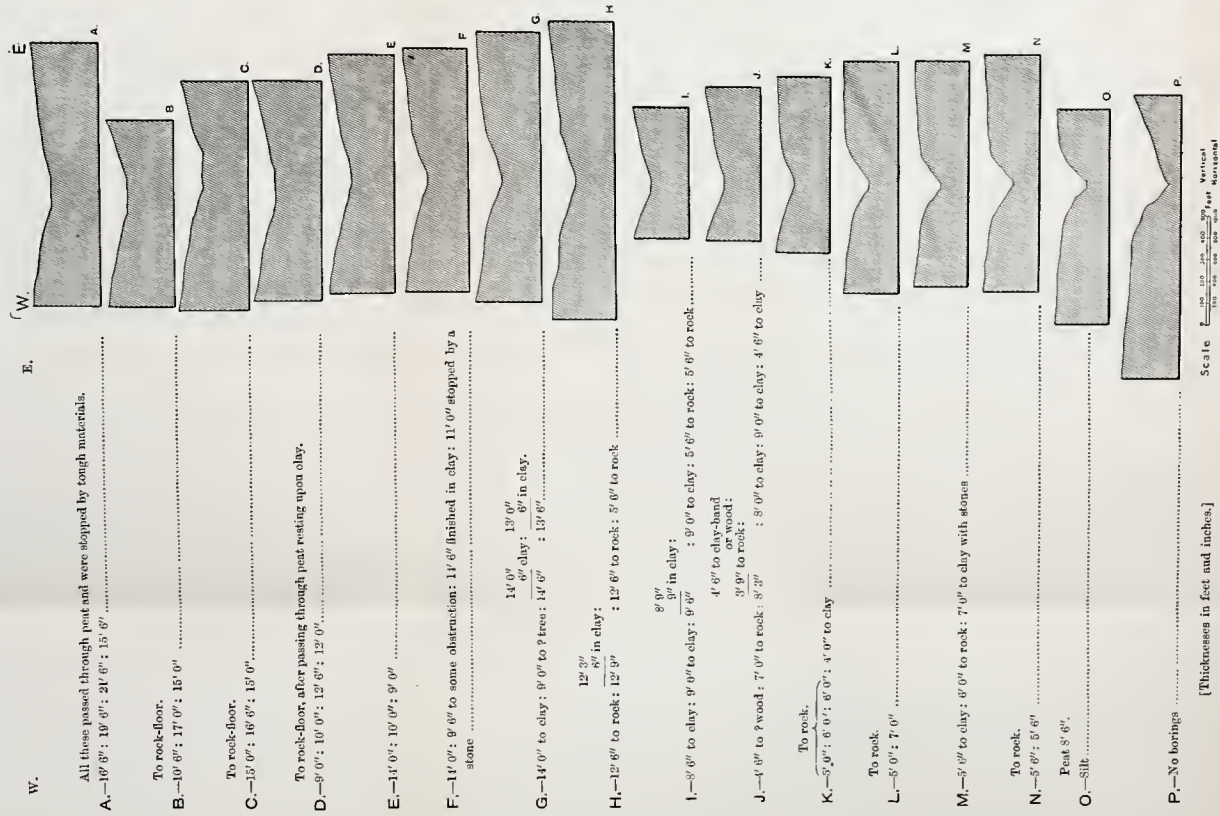 W.
E.
All these passed through peat and were stopped by tough materials.
A.—16' 6": 19' 6": 21' 6": 15' 6"
To rock-floor.
B.—10' 6": 17' 0": 15' 0"
To rock-floor.
C.—15' 0": 16' 6": 15' 0"
To rock-floor, after passing through peat resting upon clay.
D.—9' 0": 10' 0": 12' 6": 12' 0"
E.—14' 0": 10' 0": 9' 0"
F.—14' 0": 9' 6" to some obstruction: 14' 6" finished in clay: 11' 0" stopped by a
stone
14' 0" 13' 0"
6" clay: 6" in clay.
G.—14' 0" to clay: 9' 0" to ? tree: 14' 6" : 13' 6"
12' 3"
6" in clay:
H.—12' 6" to rock: 12' 9" : 12' 6" to rock: 5' 6" to rock
8' 9"
9" in clay:
I.—8' 6" to clay: 9' 0" to clay: 9' 6" : 9' 0" to clay: 5' 6" to rock: 5' 6" to rock
4' 6" to clay-band
or wood:
3' 9" to rock:
J.—4' 6" to ? wood: 7' 0" to rock: 8' 3" : 8' 0" to clay: 9' 0" to clay: 4' 6" to clay
To rock.
K.—5' 0": 6' 0": 6' 0": 4' 0" to clay
To rock.
L.—5' 0": 7' 0"
M.—5' 6" to clay: 6' 0" to rock: 7' 0" to clay with stones
To rock.
N.—5' 6": 5' 6"
Peat 8' 6".
O.—Silt
P.—No borings
[Thicknesses in feet and inches.]
W. E.
A.
B
C.
D.
E
F
G.
H
I.
J.
K.
L.
M
N
O.
P.
Scale Feet Vertical
Horizontal